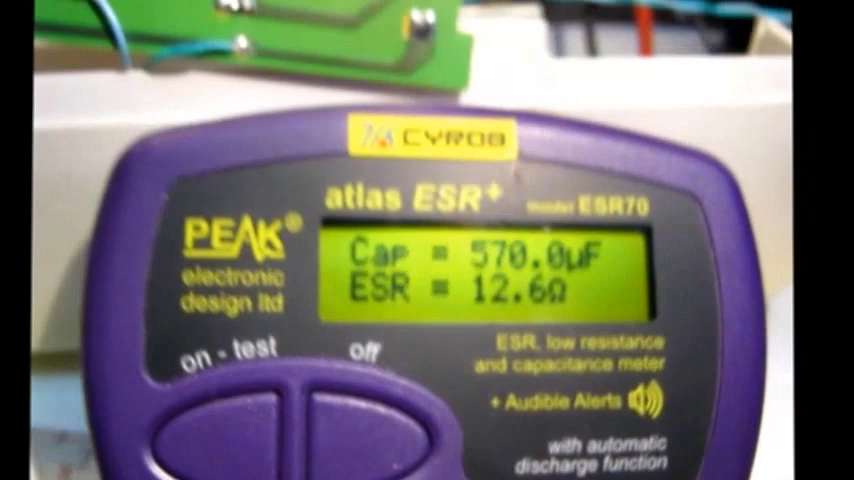 CYROB
atlas ESR+
model ESR70
PEAK®
electronic
design ltd
Cap = 570.0µF
ESR = 12.6Ω
on - test
off
ESR, low resistance
and capacitance meter
+ Audible Alerts
with automatic
discharge function